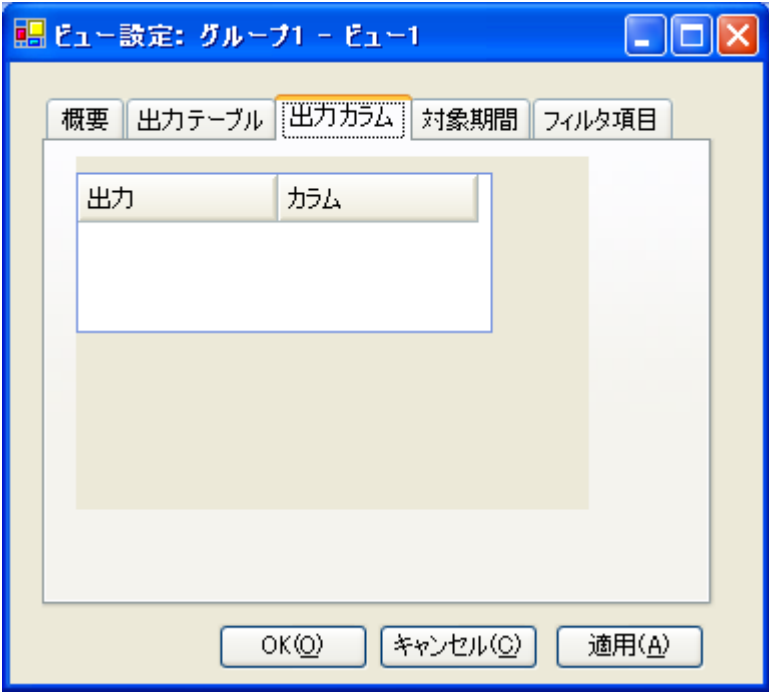 ビュー設定: グループ1 - ビュー1
概要 出力テーブル 出力カラム 対象期間 フィルタ項目
出力 カラム
OK(O) キャンセル(C) 適用(A)